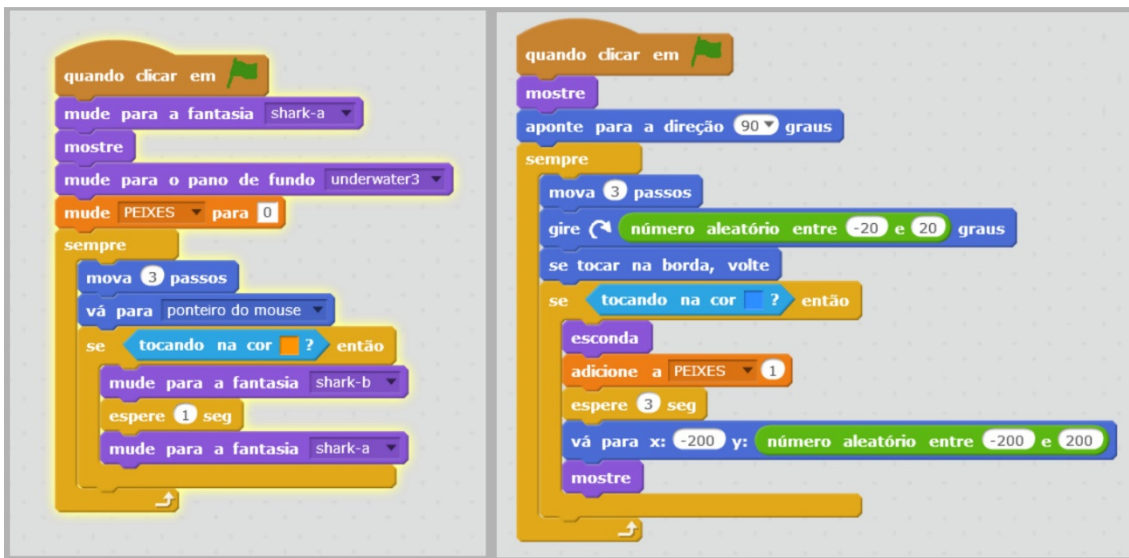 quando clicar em
mude para a fantasia shark-a
mostre
mude para o pano de fundo underwater3
mude PEIXES para 0
sempre
mova 3 passos
vá para ponteiro do mouse
se tocando na cor ? então
mude para a fantasia shark-b
espere 1 seg
mude para a fantasia shark-a
quando clicar em
mostre
aponte para a direção 90 graus
sempre
mova 3 passos
gire número aleatório entre -20 e 20 graus
se tocar na borda, volte
se tocando na cor ? então
esconda
adicione a PEIXES 1
espere 3 seg
vá para x: -200 y: número aleatório entre -200 e 200
mostre